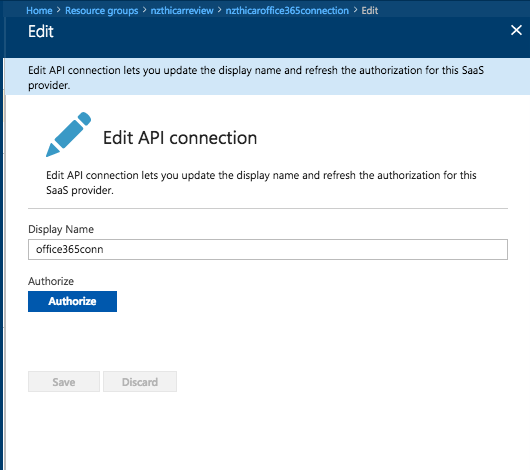 Home > Resource groups > nzthicarreview > nzthicaroffice365connection > Edit
Edit
Edit API connection lets you update the display name and refresh the authorization for this SaaS
provider.
Edit API connection
Edit API connection lets you update the display name and refresh the authorization for this
SaaS provider.
Display Name
office365conn
Authorize
Authorize
Save Discard